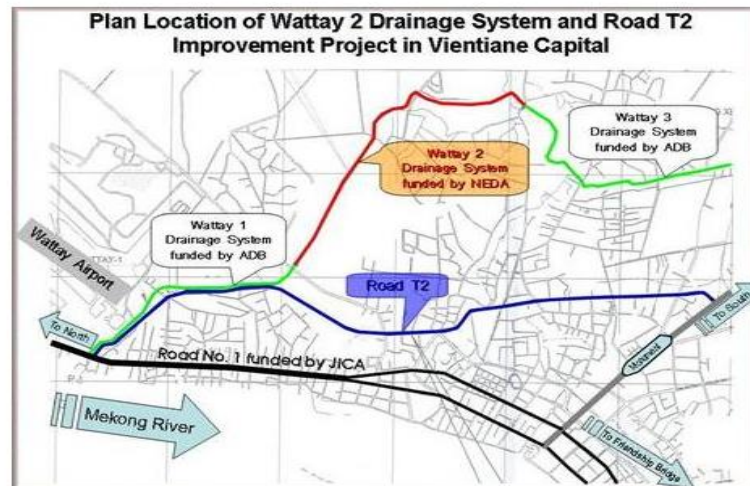 Plan Location of Wattay 2 Drainage System and Road T2
Improvement Project in Vientiane Capital
Wattay 3
Drainage System
funded by ADB
Wattay 2
Drainage System
funded by NEDA
Wattay 1
Drainage System
funded by ADB
Wattay Airport
Road T2
To South
To North
Monument
Road No. 1 funded by JICA
Mekong River
To Friendship Bridge